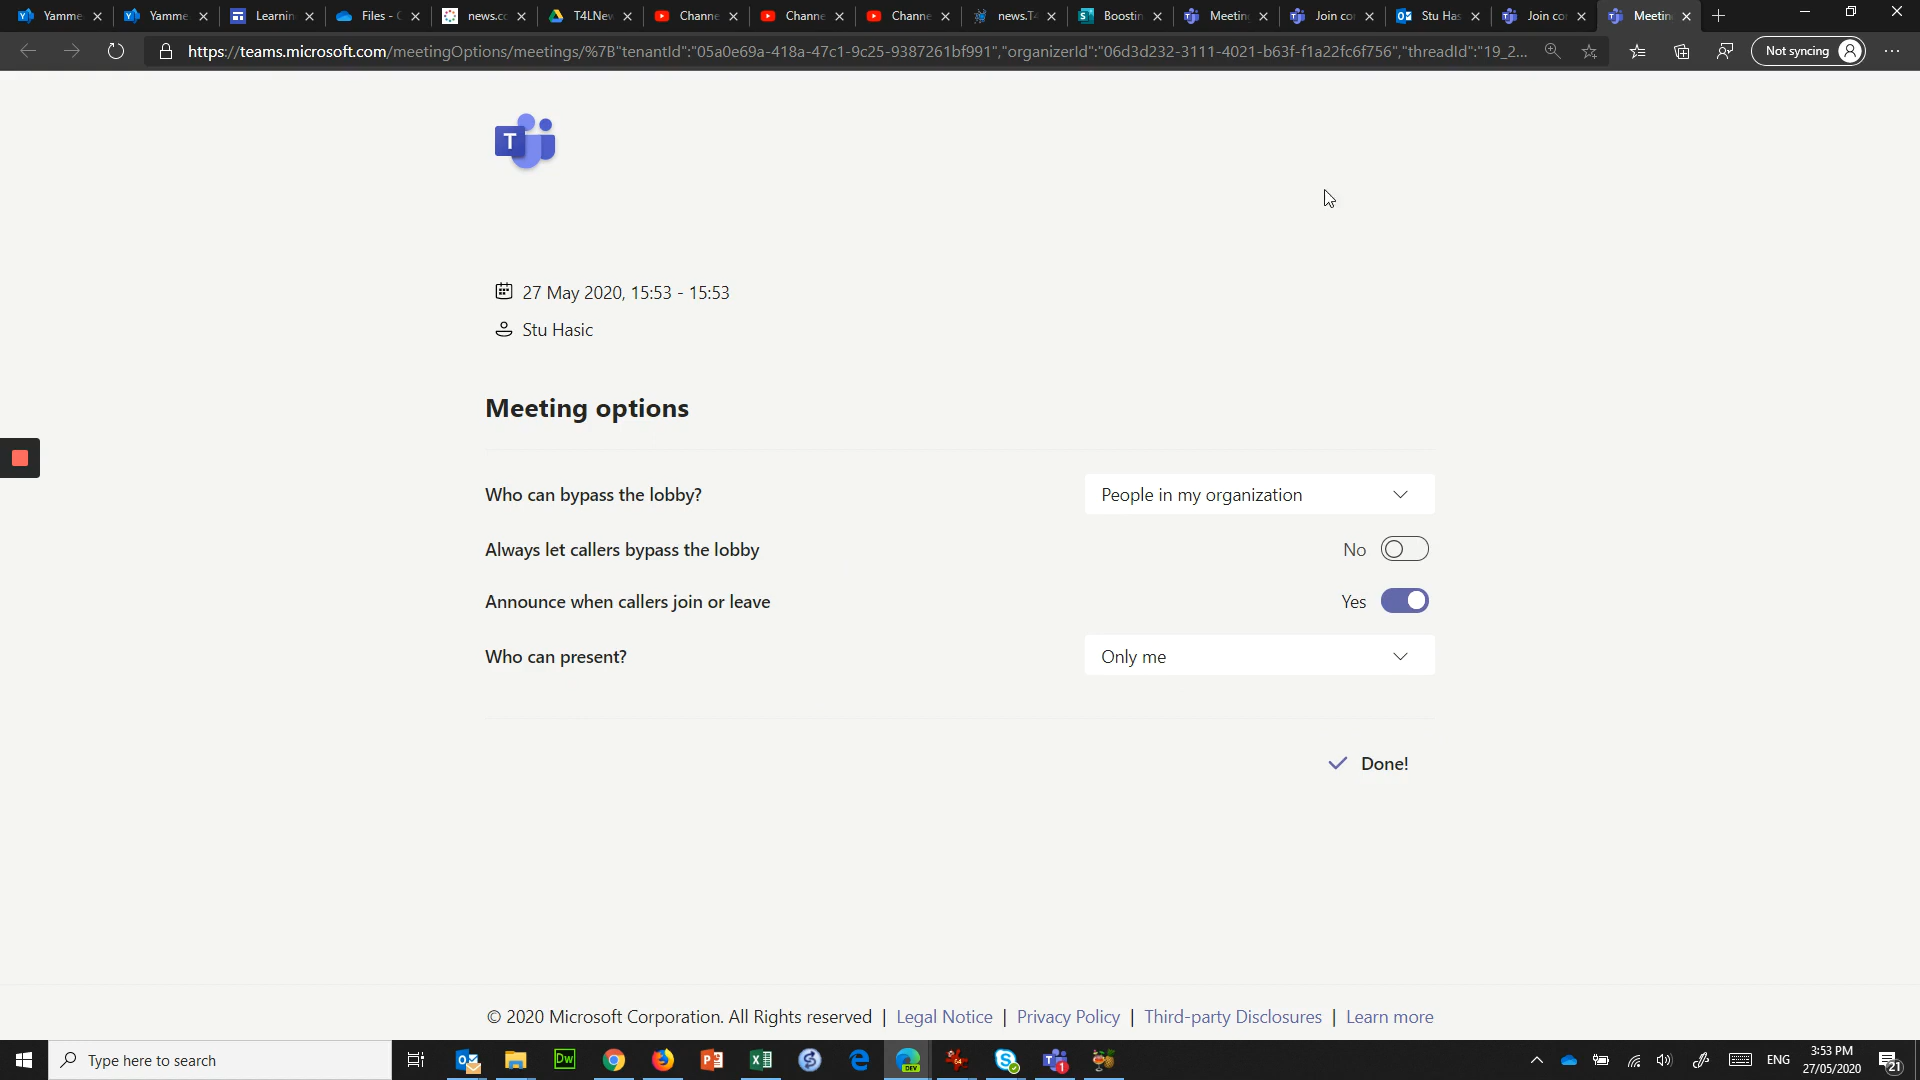 Yamme
Yamme
Learnin
Files - C
news.cc
T4LNew
Channe
Channe
Channe
news.T4
Boostin
Meetin
Join co
Stu Has
Join co
Meetin
https://teams.microsoft.com/meetingOptions/meetings/%7B"tenantId":"05a0e69a-418a-47c1-9c25-9387261bf991","organizerId":"06d3d232-3111-4021-b63f-f1a22fc6f756","threadId":"19_2...
Not syncing
T
27 May 2020, 15:53 - 15:53
Stu Hasic
Meeting options
Who can bypass the lobby?
People in my organization
Always let callers bypass the lobby
No
Announce when callers join or leave
Yes
Who can present?
Only me
Done!
© 2020 Microsoft Corporation. All Rights reserved | Legal Notice | Privacy Policy | Third-party Disclosures | Learn more
Type here to search
Dw
DEV
64
1
ENG
3:53 PM
27/05/2020
21